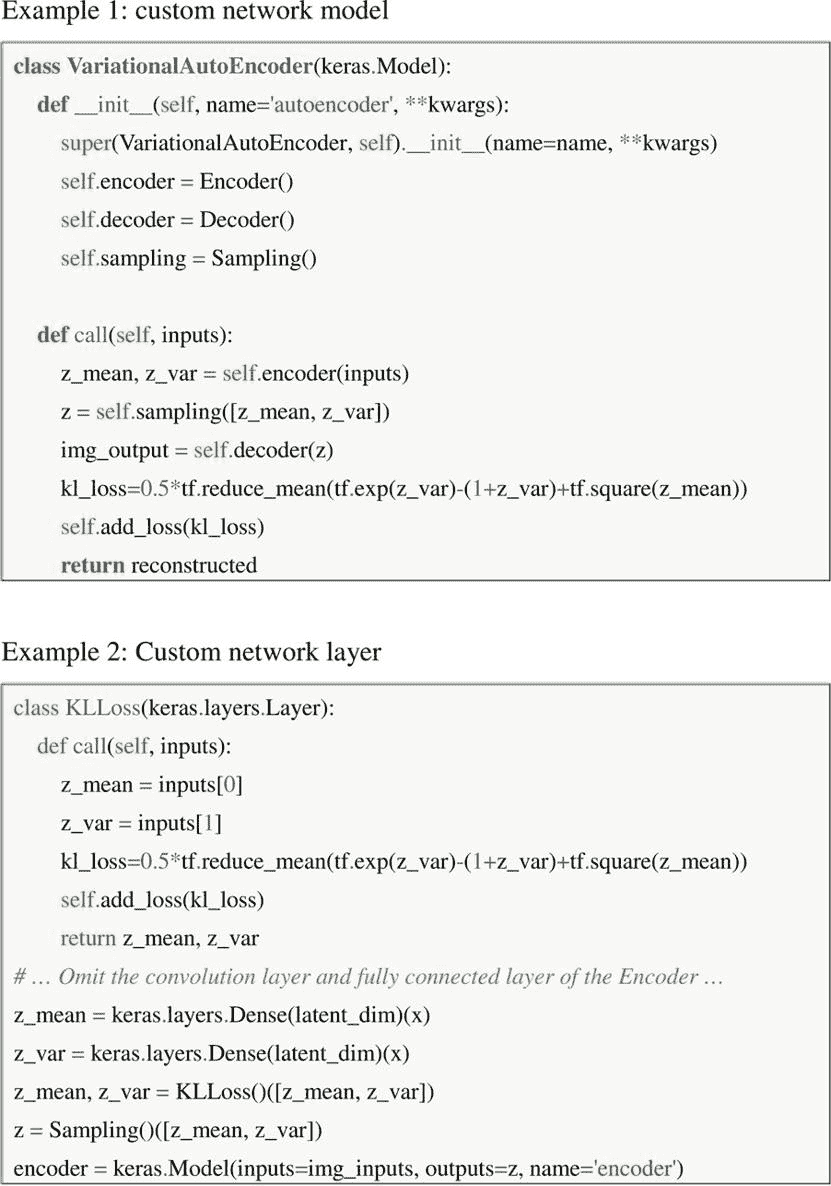 Example 1: custom network model
class VariationalAutoEncoder(keras.Model):
def __init__(self, name='autoencoder', **kwargs):
super(VariationalAutoEncoder, self).__init__(name=name, **kwargs)
self.encoder = Encoder()
self.decoder = Decoder()
self.sampling = Sampling()
def call(self, inputs):
z_mean, z_var = self.encoder(inputs)
z = self.sampling([z_mean, z_var])
img_output = self.decoder(z)
kl_loss=0.5*tf.reduce_mean(tf.exp(z_var)-(1+z_var)+tf.square(z_mean))
self.add_loss(kl_loss)
return reconstructed
Example 2: Custom network layer
class KLLoss(keras.layers.Layer):
def call(self, inputs):
z_mean = inputs[0]
z_var = inputs[1]
kl_loss=0.5*tf.reduce_mean(tf.exp(z_var)-(1+z_var)+tf.square(z_mean))
self.add_loss(kl_loss)
return z_mean, z_var
# … Omit the convolution layer and fully connected layer of the Encoder …
z_mean = keras.layers.Dense(latent_dim)(x)
z_var = keras.layers.Dense(latent_dim)(x)
z_mean, z_var = KLLoss()([z_mean, z_var])
z = Sampling()([z_mean, z_var])
encoder = keras.Model(inputs=img_inputs, outputs=z, name='encoder')